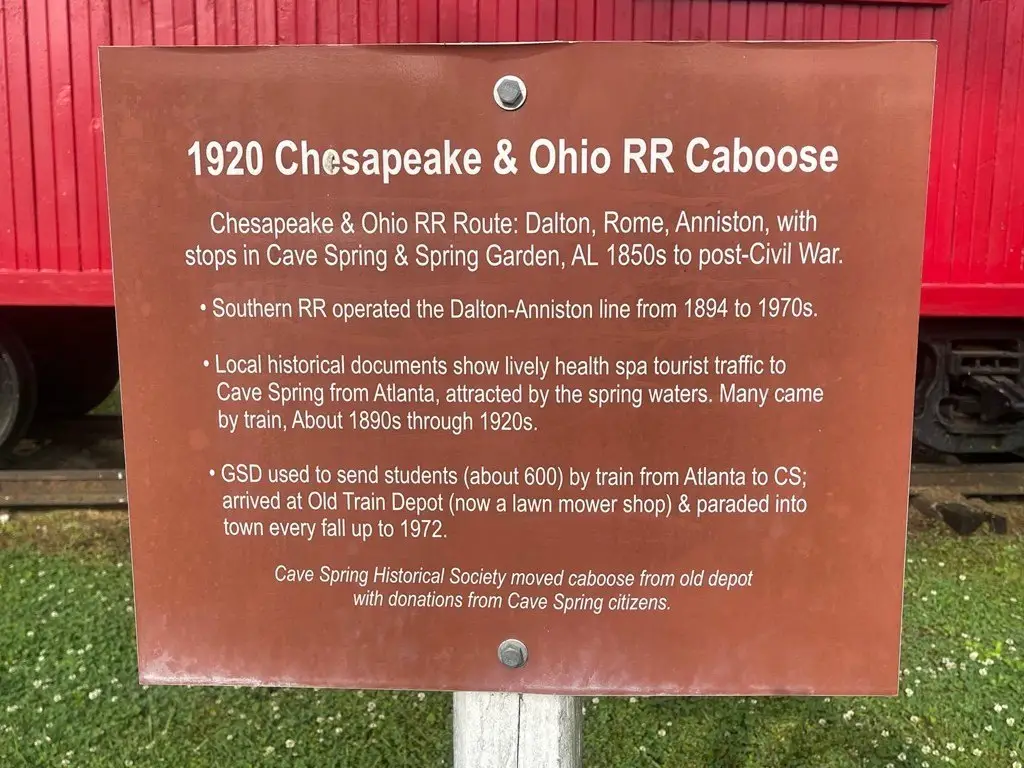 1920 Chesapeake & Ohio RR Caboose
Chesapeake & Ohio RR Route: Dalton, Rome, Anniston, with
stops in Cave Spring & Spring Garden, AL 1850s to post-Civil War.
• Southern RR operated the Dalton-Anniston line from 1894 to 1970s.
• Local historical documents show lively health spa tourist traffic to
Cave Spring from Atlanta, attracted by the spring waters. Many came
by train, About 1890s through 1920s.
• GSD used to send students (about 600) by train from Atlanta to CS;
arrived at Old Train Depot (now a lawn mower shop) & paraded into
town every fall up to 1972.
Cave Spring Historical Society moved caboose from old depot
with donations from Cave Spring citizens.